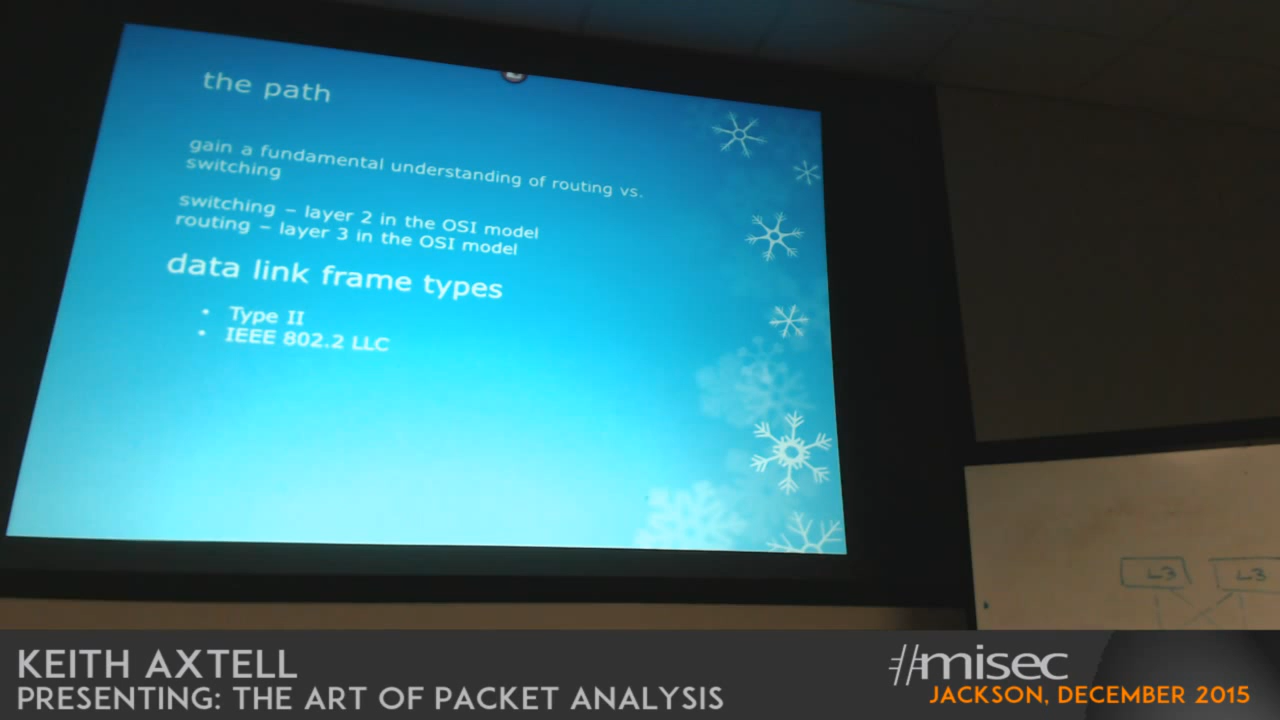 the path
gain a fundamental understanding of routing vs.
switching
switching – layer 2 in the OSI model
routing – layer 3 in the OSI model
data link frame types
• Type II
• IEEE 802.2 LLC
L3
L3
KEITH AXTELL
PRESENTING: THE ART OF PACKET ANALYSIS
#misec
JACKSON, DECEMBER 2015